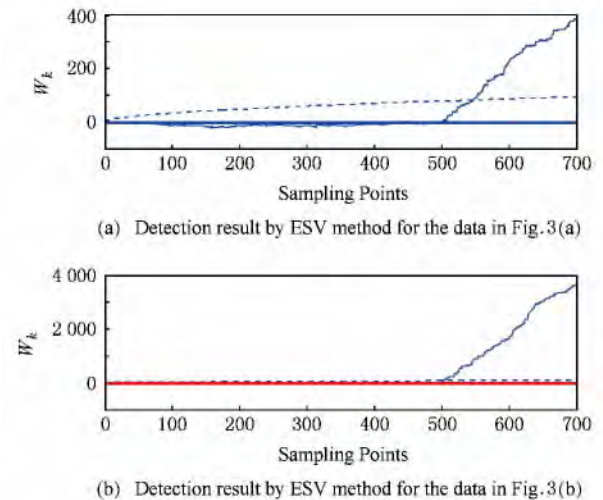 400
200
0
W_k
0 100 200 300 400 500 600 700
Sampling Points
(a) Detection result by ESV method for the data in Fig. 3(a)
4 000
2 000
0
W_k
0 100 200 300 400 500 600 700
Sampling Points
(b) Detection result by ESV method for the data in Fig. 3(b)